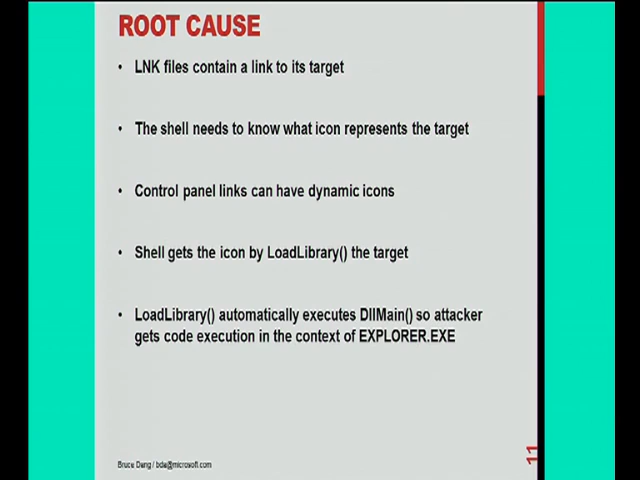 ROOT CAUSE
• LNK files contain a link to its target
• The shell needs to know what icon represents the target
• Control panel links can have dynamic icons
• Shell gets the icon by LoadLibrary() the target
• LoadLibrary() automatically executes DllMain() so attacker
gets code execution in the context of EXPLORER.EXE
Bruce Dang / bda@microsoft.com
11